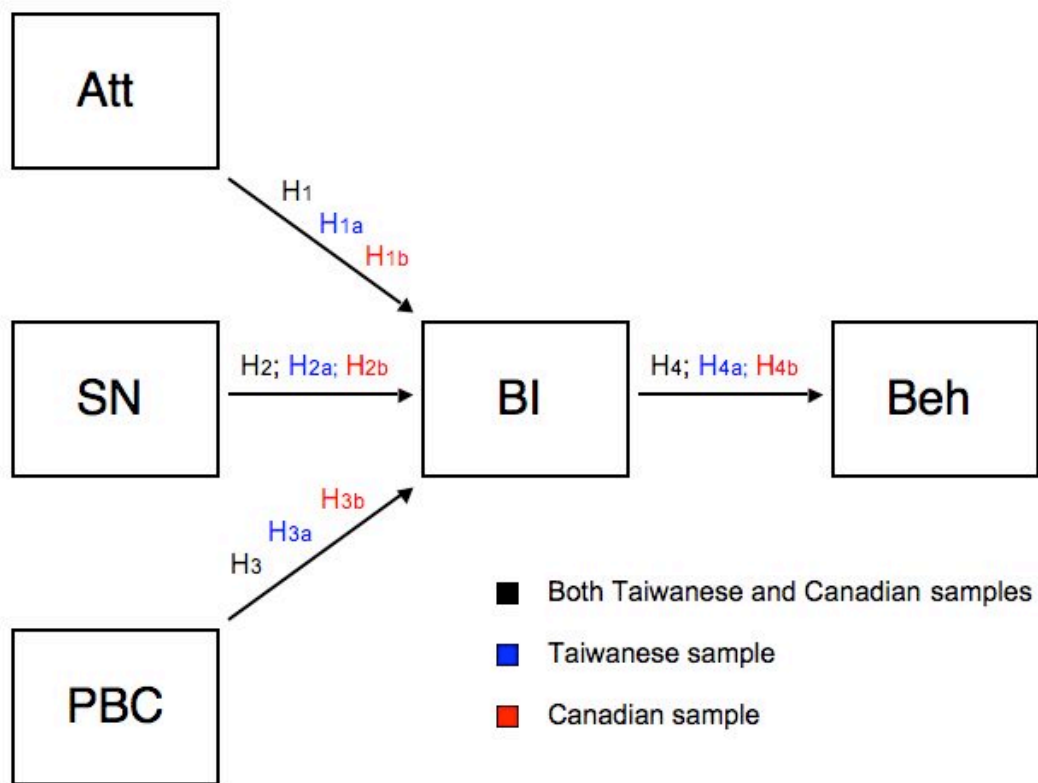 Att
H1
H1a
H1b
SN
H2; H2a; H2b
BI
H4; H4a; H4b
Beh
H3b
H3a
H3
PBC
Both Taiwanese and Canadian samples
Taiwanese sample
Canadian sample